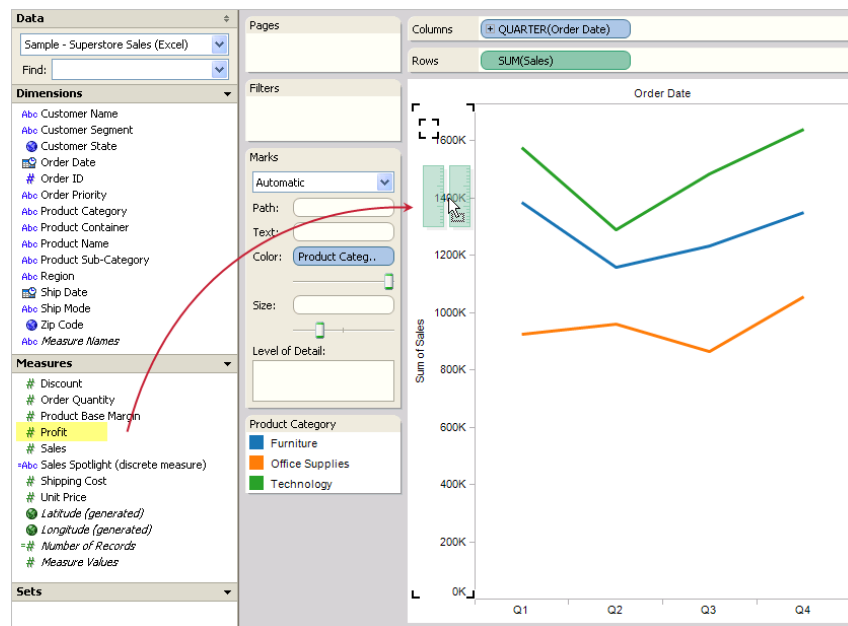 Data
Sample - Superstore Sales (Excel)
Find:
Dimensions
Abc Customer Name
Abc Customer Segment
Customer State
Order Date
# Order ID
Abc Order Priority
Abc Product Category
Abc Product Container
Abc Product Name
Abc Product Sub-Category
Abc Region
Ship Date
Abc Ship Mode
Zip Code
Abc Measure Names
Measures
# Discount
# Order Quantity
# Product Base Margin
# Profit
# Sales
=Abc Sales Spotlight (discrete measure)
# Shipping Cost
# Unit Price
Latitude (generated)
Longitude (generated)
=# Number of Records
# Measure Values
Sets
Pages
Filters
Marks
Automatic
Path:
Text:
Color: Product Categ..
Size:
Level of Detail:
Product Category
Furniture
Office Supplies
Technology
Columns QUARTER(Order Date)
Rows SUM(Sales)
Order Date
Sum of Sales
1600K
1400K
1200K
1000K
800K
600K
400K
200K
0K
Q1 Q2 Q3 Q4